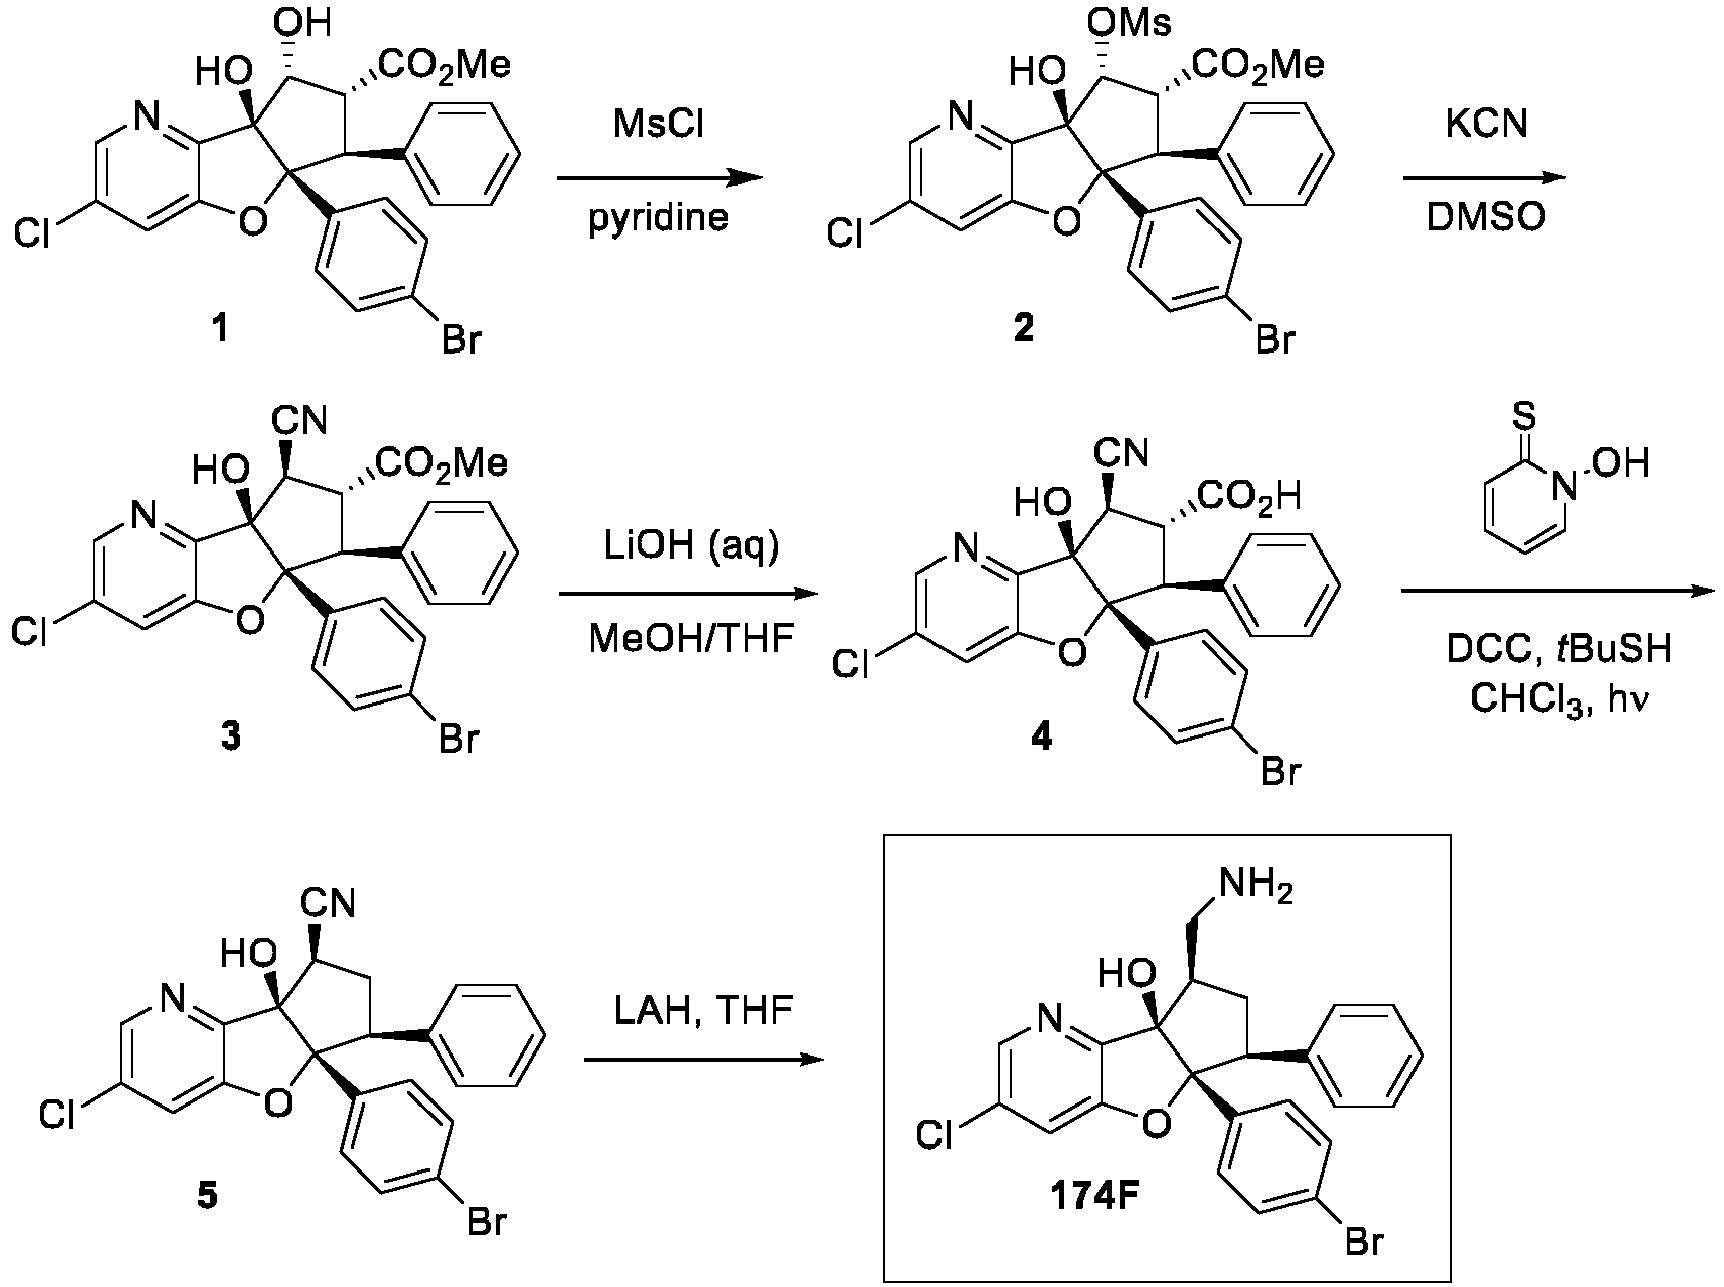 OH
HO
CO2Me
N
O
Cl
Br
1
MsCl
pyridine
OMs
HO
CO2Me
N
O
Cl
Br
2
KCN
DMSO
CN
HO
CO2Me
N
O
Cl
Br
3
LiOH (aq)
MeOH/THF
CN
HO
CO2H
N
O
Cl
Br
4
S
N
OH
DCC, tBuSH
CHCl3, hν
CN
HO
N
O
Cl
Br
5
LAH, THF
NH2
HO
N
O
Cl
Br
174F